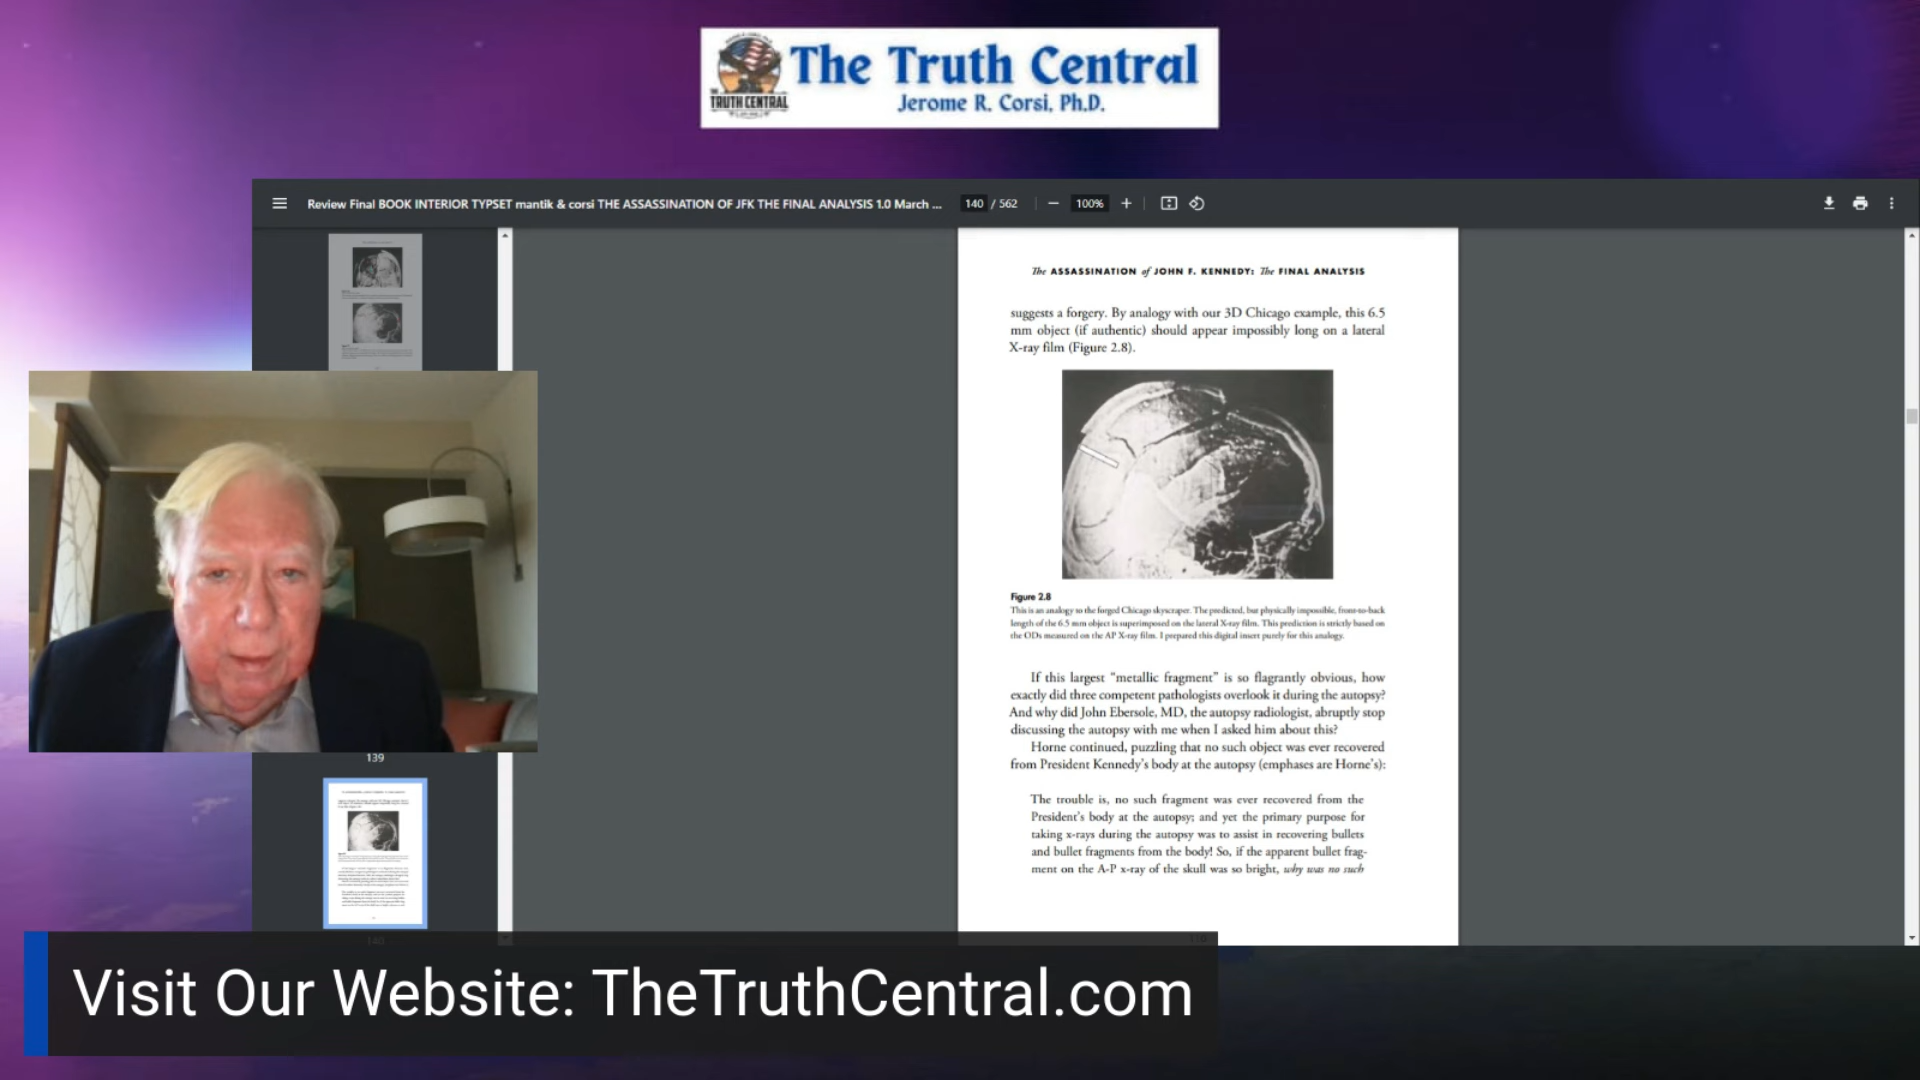 The Truth Central
Jerome R. Corsi, Ph.D.
TRUTH CENTRAL
Review Final BOOK INTERIOR TYPSET mantik & corsi THE ASSASSINATION OF JFK THE FINAL ANALYSIS 1.0 March ...
140 / 562
100%
The ASSASSINATION of JOHN F. KENNEDY: The FINAL ANALYSIS
suggests a forgery. By analogy with our 3D Chicago example, this 6.5
mm object (if authentic) should appear impossibly long on a lateral
X-ray film (Figure 2.8).
Figure 2.8
This is an analogy to the forged Chicago skyscraper. The predicted, but physically impossible, front-to-back
length of the 6.5 mm object is superimposed on the lateral X-ray film. This prediction is strictly based on
the ODs measured on the AP X-ray film. I prepared this digital insert purely for this analogy.
If this largest “metallic fragment” is so flagrantly obvious, how
exactly did three competent pathologists overlook it during the autopsy?
And why did John Ebersole, MD, the autopsy radiologist, abruptly stop
discussing the autopsy with me when I asked him about this?
Horne continued, puzzling that no such object was ever recovered
from President Kennedy’s body at the autopsy (emphases are Horne’s):
The trouble is, no such fragment was ever recovered from the
President’s body at the autopsy; and yet the primary purpose for
taking x-rays during the autopsy was to assist in recovering bullets
and bullet fragments from the body! So, if the apparent bullet frag-
ment on the A-P x-ray of the skull was so bright, why was no such
139
140
Visit Our Website: TheTruthCentral.com